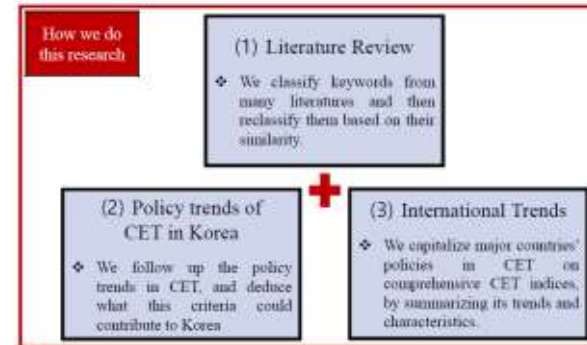 How we do
this research
(1) Literature Review
❖ We classify keywords from
many literatures and then
reclassify them based on their
similarity.
(2) Policy trends of
CET in Korea
❖ We follow up the policy
trends in CET, and deduce
what this criteria could
contribute to Korea
(3) International Trends
❖ We capitalize major countries'
policies in CET on
comprehensive CET indices,
by summarizing its trends and
characteristics.